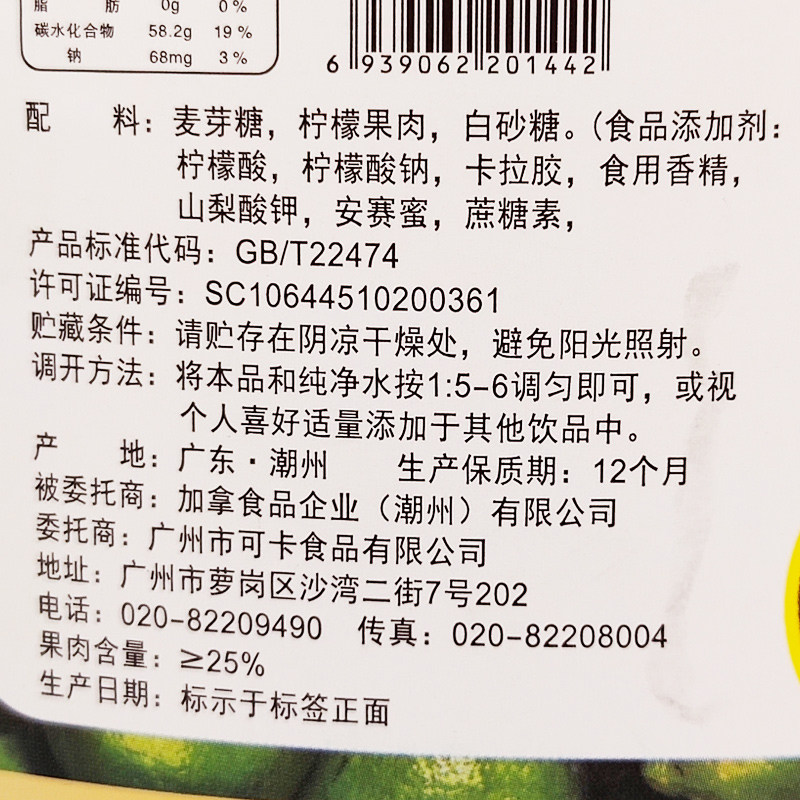 脂 肪 0g 0%
碳水化合物 58.2g 19%
钠 68mg 3%
6 939062 201442
配 料：麦芽糖，柠檬果肉，白砂糖。(食品添加剂：
柠檬酸，柠檬酸钠，卡拉胶，食用香精，
山梨酸钾，安赛蜜，蔗糖素，
产品标准代码：GB/T22474
许可证编号：SC10644510200361
贮藏条件：请贮存在阴凉干燥处，避免阳光照射。
调开方法：将本品和纯净水按1:5-6调匀即可，或视
个人喜好适量添加于其他饮品中。
产 地：广东·潮州 生产保质期：12个月
被委托商：加拿食品企业（潮州）有限公司
委托商：广州市可卡食品有限公司
地址：广州市萝岗区沙湾二街7号202
电话：020-82209490 传真：020-82208004
果肉含量：≥25%
生产日期：标示于标签正面